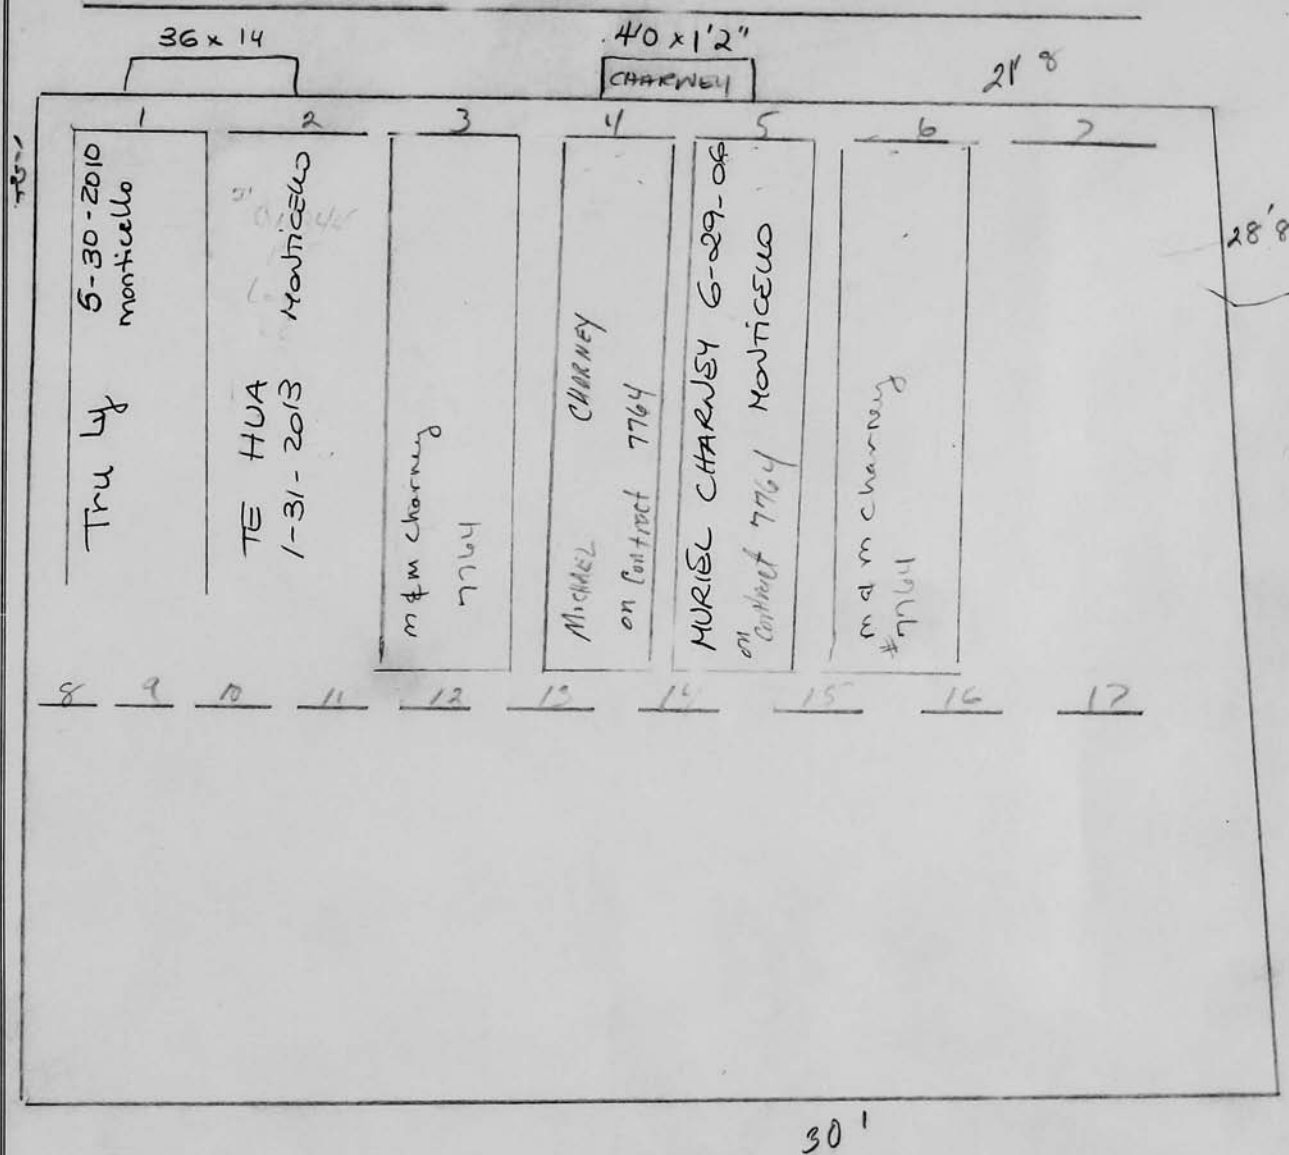 36 x 14
40 x 1'2"
CHARNEY
21' 8
1 2 3 4 5 6 7
28'8
Tru Ly 5-30-2010
monticello
TE HUA MONTICELLO
1-31-2013
m & m Charney
7764
MICHAEL CHARNEY
on Contract 7764
MURIEL CHARNEY 6-29-06
on Contract 7764 MONTICELLO
m & m Charney
#7764
8 9 10 11 12 13 14 15 16 17
30'